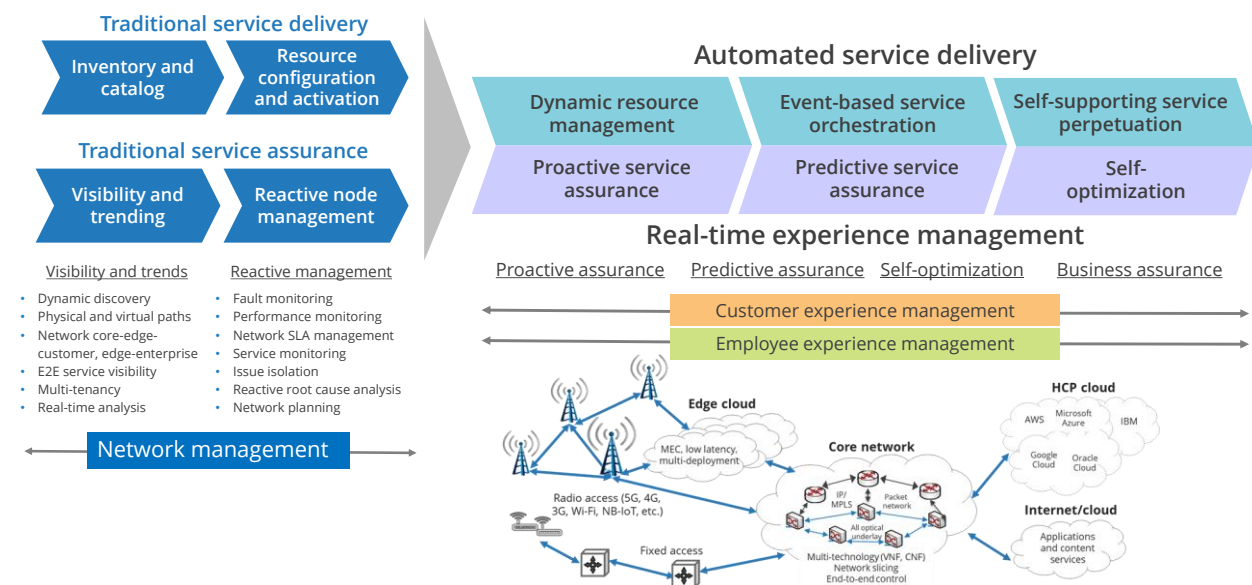 Traditional service delivery
Inventory and
catalog
Resource
configuration
and activation
Traditional service assurance
Visibility and
trending
Reactive node
management
Visibility and trends
• Dynamic discovery
• Physical and virtual paths
• Network core-edge-
customer, edge-enterprise
• E2E service visibility
• Multi-tenancy
• Real-time analysis
Reactive management
• Fault monitoring
• Performance monitoring
• Network SLA management
• Service monitoring
• Issue isolation
• Reactive root cause analysis
• Network planning
Network management
Automated service delivery
Dynamic resource
management
Event-based service
orchestration
Self-supporting service
perpetuation
Proactive service
assurance
Predictive service
assurance
Self-
optimization
Real-time experience management
Proactive assurance
Predictive assurance
Self-optimization
Business assurance
Customer experience management
Employee experience management
Edge cloud
MEC, low latency,
multi-deployment,
Radio access (5G, 4G,
3G, Wi-Fi, NB-IoT, etc.)
Fixed access
Core network
IP/
MPLS
Packet
network
All optical
underlay
Multi-technology (VNF, CNF)
Network slicing
End-to-end control
HCP cloud
AWS
Microsoft
Azure
IBM
Google
Cloud
Oracle
Cloud
Internet/cloud
Applications
and content
services